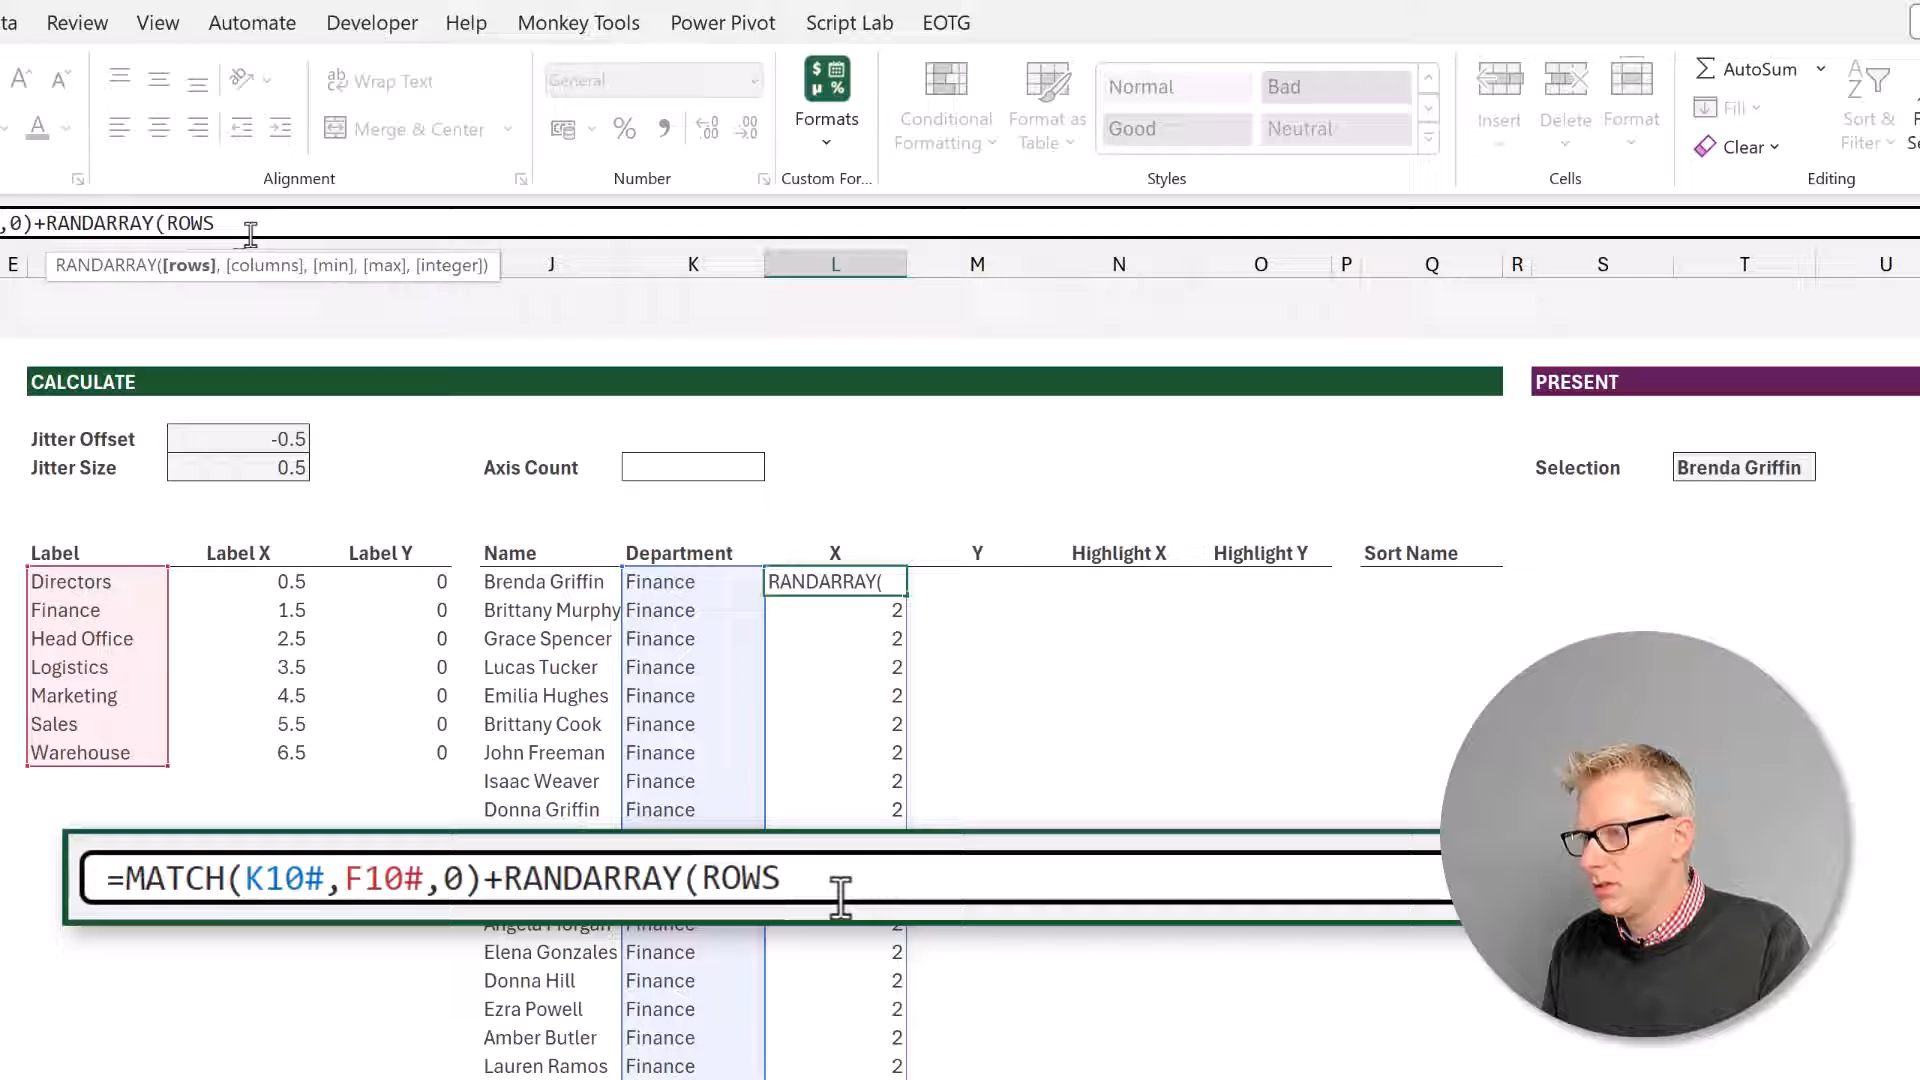 ta Review View Automate Developer Help Monkey Tools Power Pivot Script Lab EOTG
Wrap Text General Normal Bad AutoSum
Formats Conditional Formatting Format as Table Insert Delete Format Fill Sort & Filter
Merge & Center Good Neutral Clear
Alignment Number Custom For... Styles Cells Editing
,0)+RANDARRAY(ROWS
RANDARRAY([rows], [columns], [min], [max], [integer])
E J K L M N O P Q R S T U
CALCULATE PRESENT
Jitter Offset -0.5
Jitter Size 0.5 Axis Count Selection Brenda Griffin
Label Label X Label Y Name Department X Y Highlight X Highlight Y Sort Name
Directors 0.5 0 Brenda Griffin Finance RANDARRAY(
Finance 1.5 0 Brittany Murphy Finance 2
Head Office 2.5 0 Grace Spencer Finance 2
Logistics 3.5 0 Lucas Tucker Finance 2
Marketing 4.5 0 Emilia Hughes Finance 2
Sales 5.5 0 Brittany Cook Finance 2
Warehouse 6.5 0 John Freeman Finance 2
Isaac Weaver Finance 2
Donna Griffin Finance 2
=MATCH(K10#,F10#,0)+RANDARRAY(ROWS
Elena Gonzales Finance 2
Donna Hill Finance 2
Ezra Powell Finance 2
Amber Butler Finance 2
Lauren Ramos Finance 2